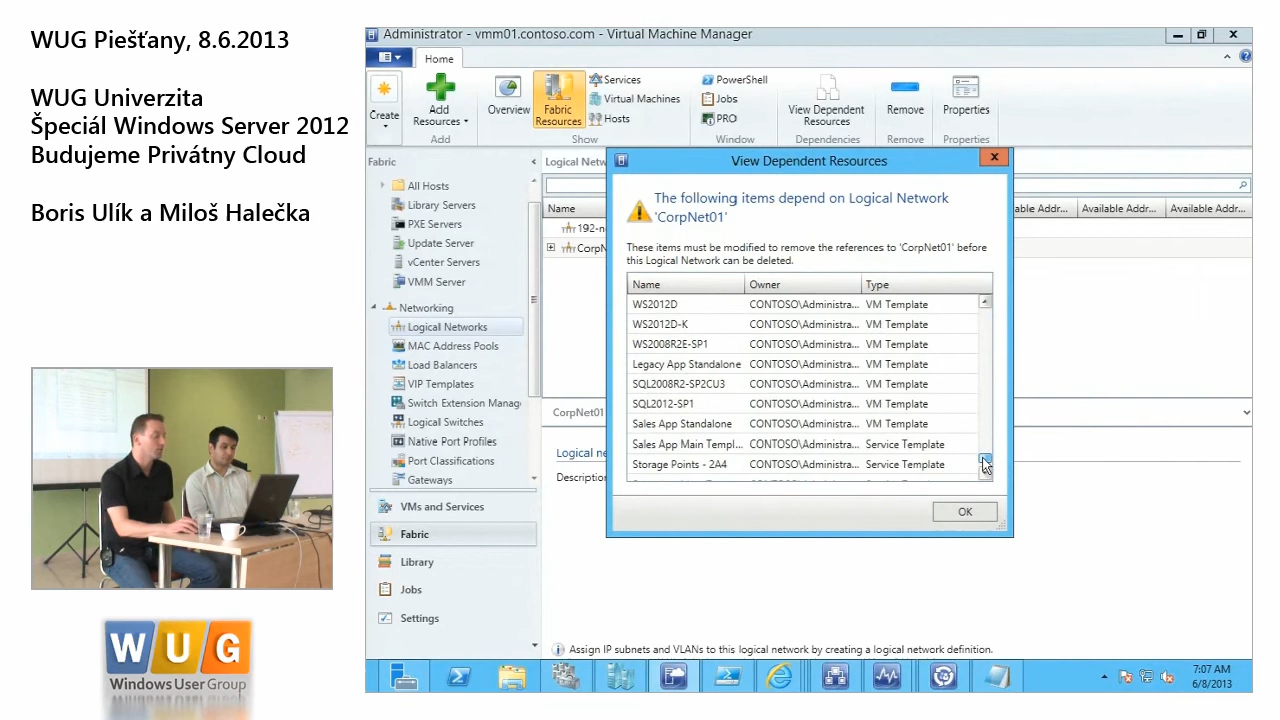 WUG Piešťany, 8.6.2013
WUG Univerzita
Špeciál Windows Server 2012
Budujeme Privátny Cloud
Boris Ulík a Miloš Halečka
WUG
Windows User Group
Administrator - vmm01.contoso.com - Virtual Machine Manager
Home
Create
Add Resources
Add
Overview
Fabric Resources
Services
Virtual Machines
Hosts
Show
PowerShell
Jobs
PRO
Window
View Dependent Resources
Dependencies
Remove
Remove
Properties
Properties
Fabric
All Hosts
Library Servers
PXE Servers
Update Server
vCenter Servers
VMM Server
Networking
Logical Networks
MAC Address Pools
Load Balancers
VIP Templates
Switch Extension Manag
Logical Switches
Native Port Profiles
Port Classifications
Gateways
VMs and Services
Fabric
Library
Jobs
Settings
Logical Netw
Name
able Addr... Available Addr... Available Addr...
192-n
CorpN
CorpNet01
Logical ne
Description
View Dependent Resources
The following items depend on Logical Network
'CorpNet01'
These items must be modified to remove the references to 'CorpNet01' before
this Logical Network can be deleted.
Name Owner Type
WS2012D CONTOSO\Administra... VM Template
WS2012D-K CONTOSO\Administra... VM Template
WS2008R2E-SP1 CONTOSO\Administra... VM Template
Legacy App Standalone CONTOSO\Administra... VM Template
SQL2008R2-SP2CU3 CONTOSO\Administra... VM Template
SQL2012-SP1 CONTOSO\Administra... VM Template
Sales App Standalone CONTOSO\Administra... VM Template
Sales App Main Templ... CONTOSO\Administra... Service Template
Storage Points - 2A4 CONTOSO\Administra... Service Template
OK
Assign IP subnets and VLANs to this logical network by creating a logical network definition.
7:07 AM
6/8/2013